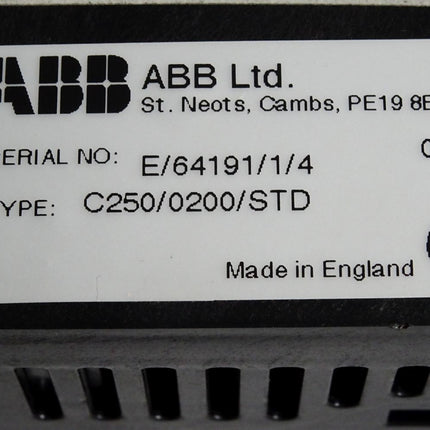 ABB ABB Ltd.
St. Neots, Cambs, PE19 8E
ERIAL NO: E/64191/1/4
YPE: C250/0200/STD
Made in England